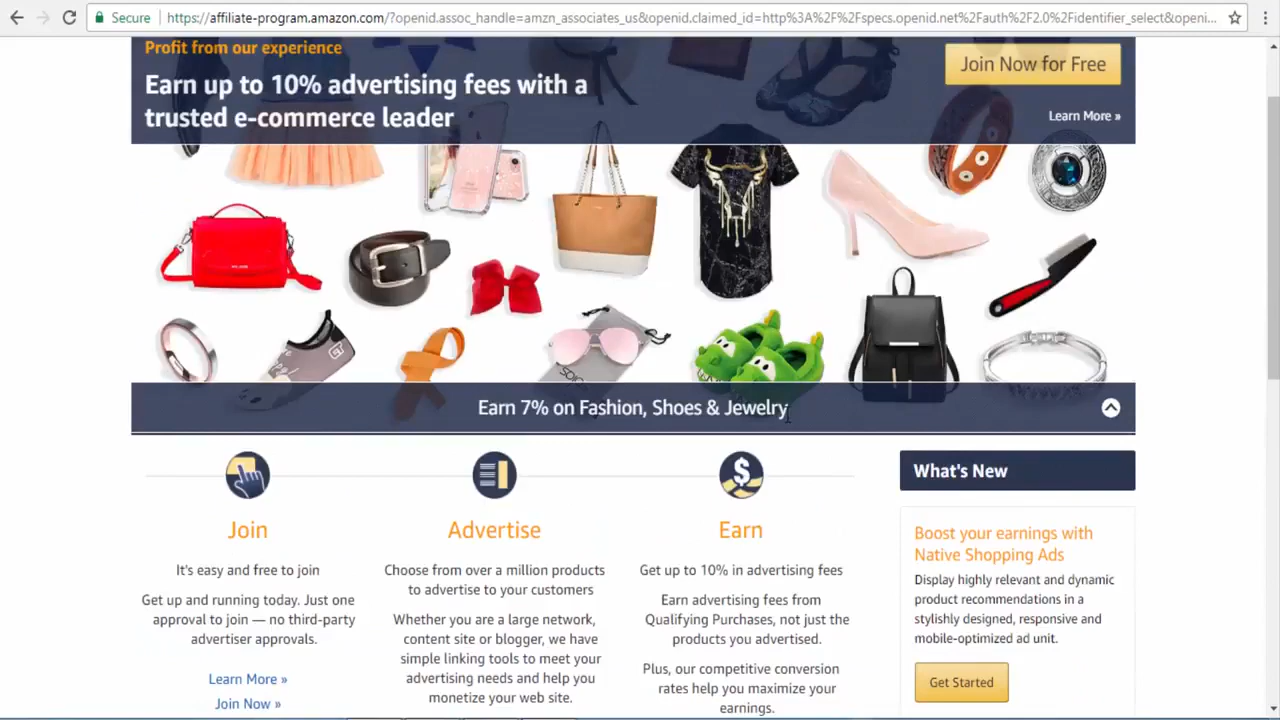 Secure
https://affiliate-program.amazon.com/?openid.assoc_handle=amzn_associates_us&openid.claimed_id=http%3A%2F%2Fspecs.openid.net%2Fauth%2F2.0%2Fidentifier_select&openi...
Profit from our experience
Earn up to 10% advertising fees with a
trusted e-commerce leader
Join Now for Free
Learn More »
Earn 7% on Fashion, Shoes & Jewelry
Join
It's easy and free to join
Get up and running today. Just one
approval to join — no third-party
advertiser approvals.
Learn More »
Join Now »
Advertise
Choose from over a million products
to advertise to your customers
Whether you are a large network,
content site or blogger, we have
simple linking tools to meet your
advertising needs and help you
monetize your web site.
Earn
Get up to 10% in advertising fees
Earn advertising fees from
Qualifying Purchases, not just the
products you advertised.
Plus, our competitive conversion
rates help you maximize your
earnings.
What's New
Boost your earnings with
Native Shopping Ads
Display highly relevant and dynamic
product recommendations in a
stylishly designed, responsive and
mobile-optimized ad unit.
Get Started